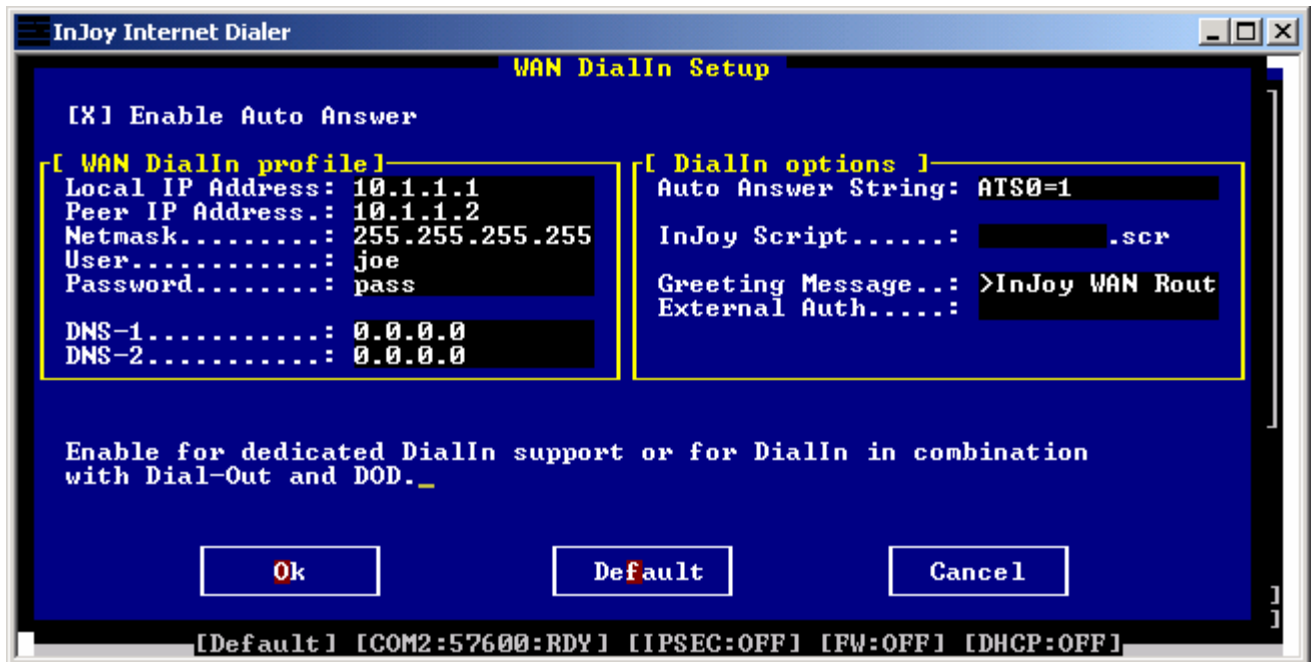 InJoy Internet Dialer
WAN DialIn Setup
[X] Enable Auto Answer
[ WAN DialIn profile]
Local IP Address: 10.1.1.1
Peer IP Address.: 10.1.1.2
Netmask.........: 255.255.255.255
User............: joe
Password........: pass
DNS-1...........: 0.0.0.0
DNS-2...........: 0.0.0.0
[ DialIn options ]
Auto Answer String: ATS0=1
InJoy Script......: .scr
Greeting Message..: >InJoy WAN Rout
External Auth.....:
Enable for dedicated DialIn support or for DialIn in combination
with Dial-Out and DOD._
Ok Default Cancel
[Default] [COM2:57600:RDY] [IPSEC:OFF] [FW:OFF] [DHCP:OFF]